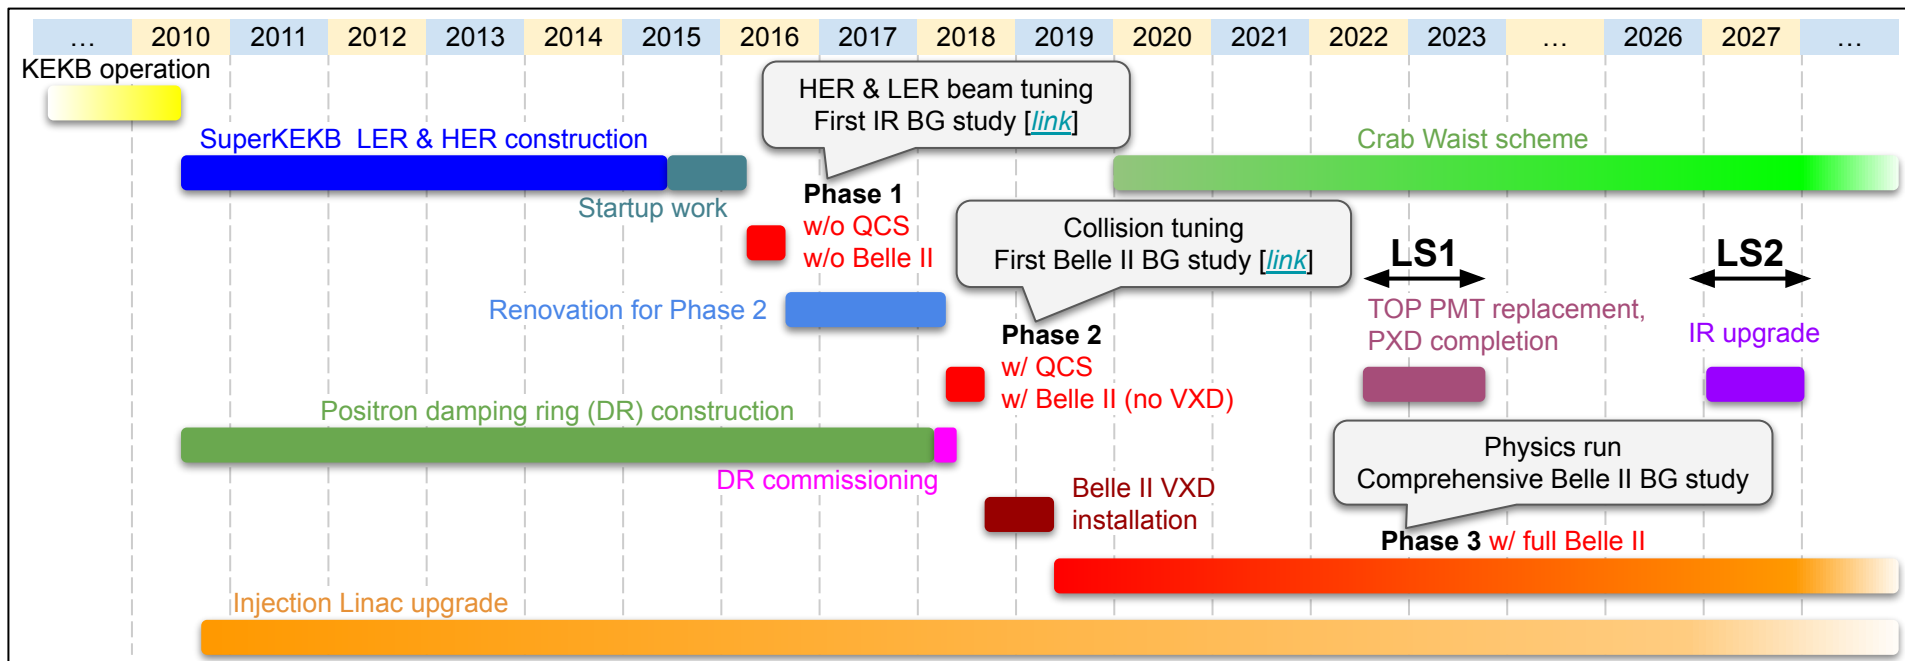 … 2010 2011 2012 2013 2014 2015 2016 2017 2018 2019 2020 2021 2022 2023 … 2026 2027 …
KEKB operation
HER & LER beam tuning
First IR BG study [link]
SuperKEKB LER & HER construction
Crab Waist scheme
Startup work
Phase 1
w/o QCS
w/o Belle II
Collision tuning
First Belle II BG study [link]
LS1
LS2
Renovation for Phase 2
TOP PMT replacement,
PXD completion
IR upgrade
Phase 2
w/ QCS
w/ Belle II (no VXD)
Positron damping ring (DR) construction
DR commissioning
Physics run
Comprehensive Belle II BG study
Belle II VXD
installation
Phase 3 w/ full Belle II
Injection Linac upgrade